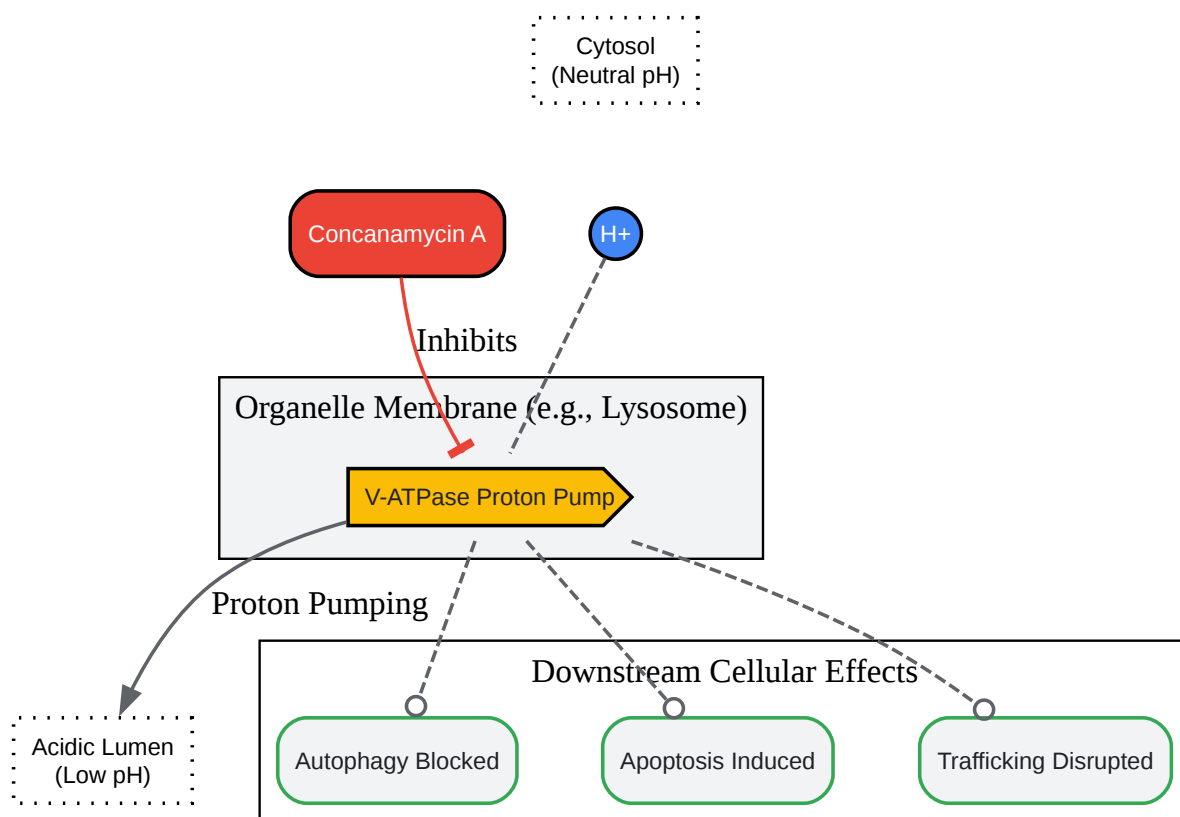 Cytosol
(Neutral pH)
Concanamycin A
H+
Inhibits
Organelle Membrane (e.g., Lysosome)
V-ATPase Proton Pump
Proton Pumping
Downstream Cellular Effects
Acidic Lumen
(Low pH)
Autophagy Blocked
Apoptosis Induced
Trafficking Disrupted